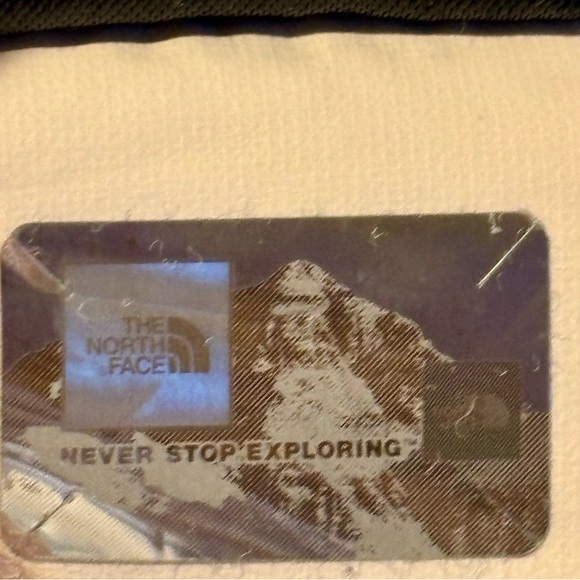 THE
NORTH
FACE
NEVER STOP EXPLORING